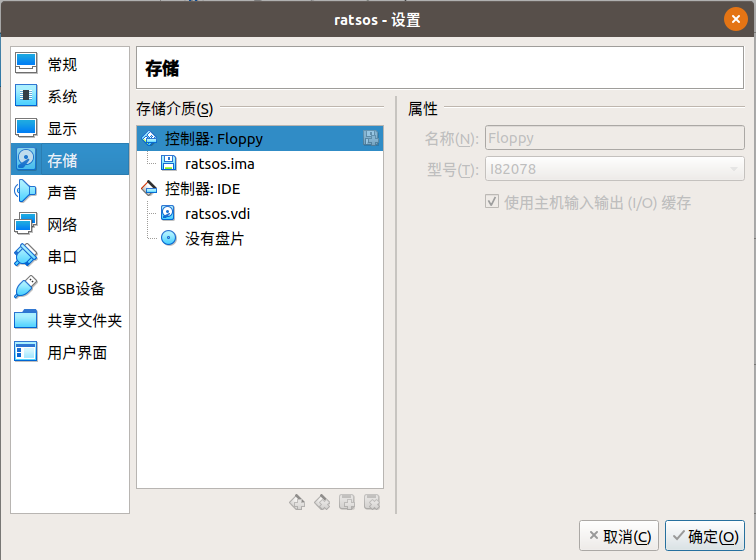 ratsos - 设置
常规
系统
显示
存储
声音
网络
串口
USB设备
共享文件夹
用户界面
存储
存储介质(S)
控制器: Floppy
ratsos.ima
控制器: IDE
ratsos.vdi
没有盘片
属性
名称(N): Floppy
型号(T): I82078
使用主机输入输出 (I/O) 缓存
取消(C)
确定(O)